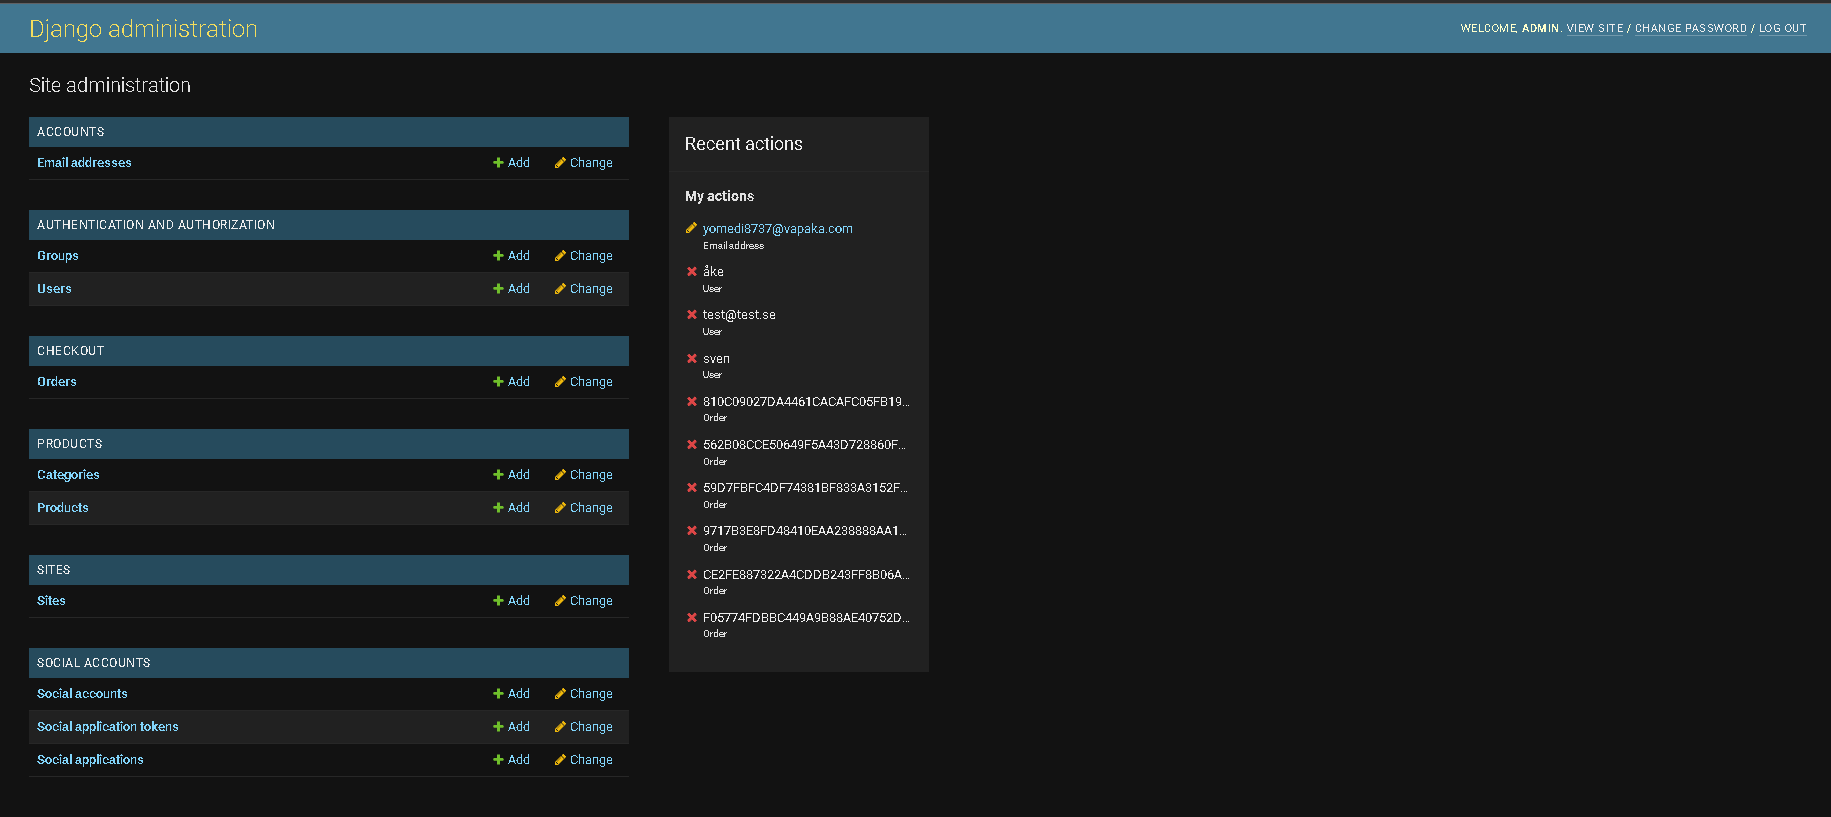 Django administration
WELCOME, ADMIN. VIEW SITE / CHANGE PASSWORD / LOG OUT
Site administration
ACCOUNTS
Email addresses Add Change
AUTHENTICATION AND AUTHORIZATION
Groups Add Change
Users Add Change
CHECKOUT
Orders Add Change
PRODUCTS
Categories Add Change
Products Add Change
SITES
Sites Add Change
SOCIAL ACCOUNTS
Social accounts Add Change
Social application tokens Add Change
Social applications Add Change
Recent actions
My actions
yomedi8737@vapaka.com
Email address
åke
User
test@test.se
User
sven
User
810C09027DA4461CACAFC05FB19...
Order
562B08CCE50649F5A43D728860F...
Order
59D7FBFC4DF74381BF833A3152F...
Order
9717B3E8FD48410EAA238888AA1...
Order
CE2FE887322A4CDDB243FF8B06A...
Order
F05774FDBBC449A9B88AE40752D...
Order